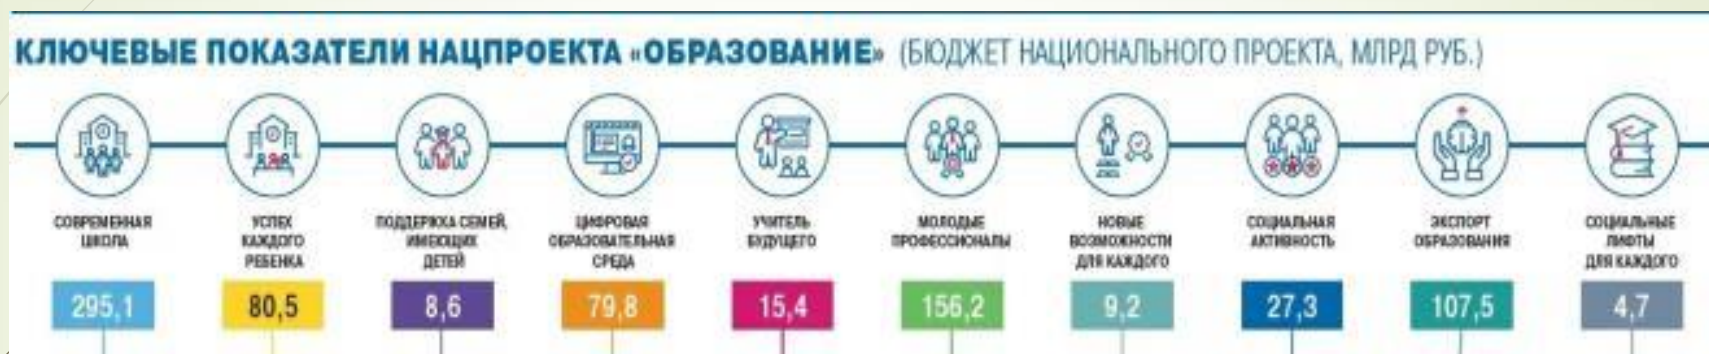 КЛЮЧЕВЫЕ ПОКАЗАТЕЛИ НАЦПРОЕКТА «ОБРАЗОВАНИЕ» (БЮДЖЕТ НАЦИОНАЛЬНОГО ПРОЕКТА, МЛРД РУБ.)
СОВРЕМЕННАЯ
ШКОЛА
295,1
УСПЕХ
КАЖДОГО
РЕБЕНКА
80,5
ПОДДЕРЖКА СЕМЕЙ,
ИМЕЮЩИХ
ДЕТЕЙ
8,6
ЦИФРОВАЯ
ОБРАЗОВАТЕЛЬНАЯ
СРЕДА
79,8
УЧИТЕЛЬ
БУДУЩЕГО
15,4
МОЛОДЫЕ
ПРОФЕССИОНАЛЫ
156,2
НОВЫЕ
ВОЗМОЖНОСТИ
ДЛЯ КАЖДОГО
9,2
СОЦИАЛЬНАЯ
АКТИВНОСТЬ
27,3
ЭКСПОРТ
ОБРАЗОВАНИЯ
107,5
СОЦИАЛЬНЫЕ
ЛИФТЫ
ДЛЯ КАЖДОГО
4,7